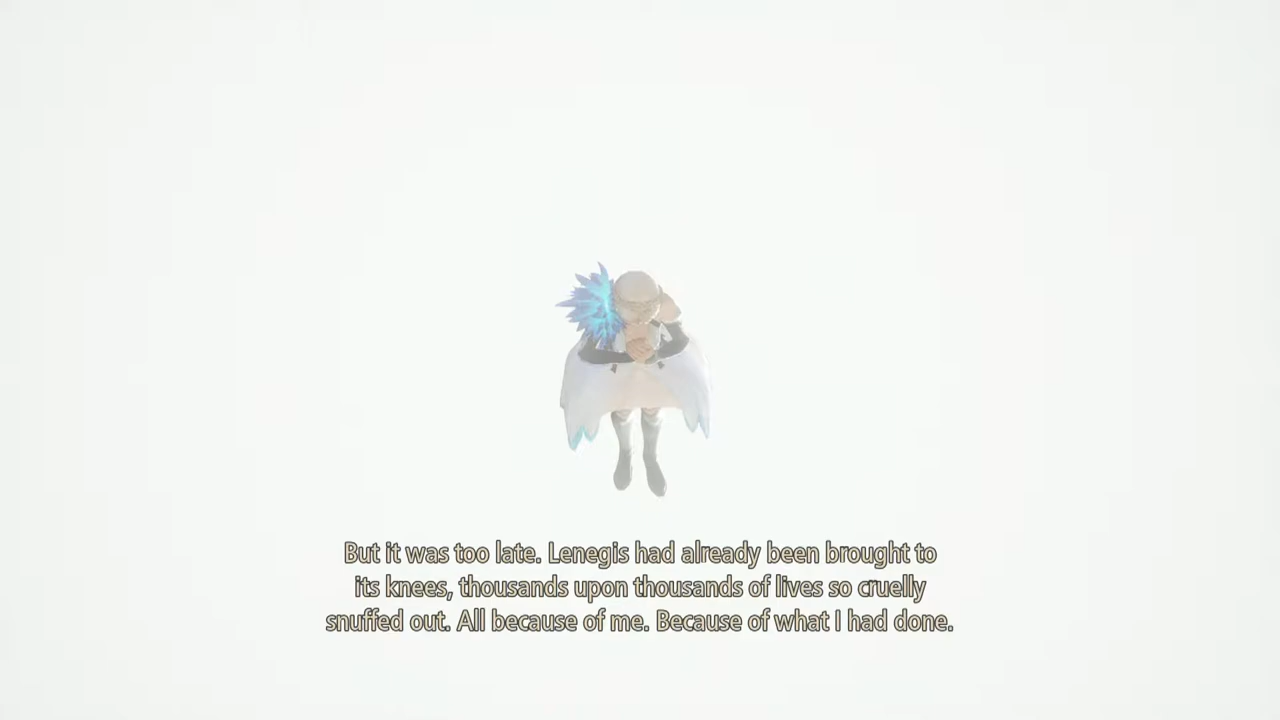 But it was too late. Lenegis had already been brought to
its knees, thousands upon thousands of lives so cruelly
snuffed out. All because of me. Because of what I had done.